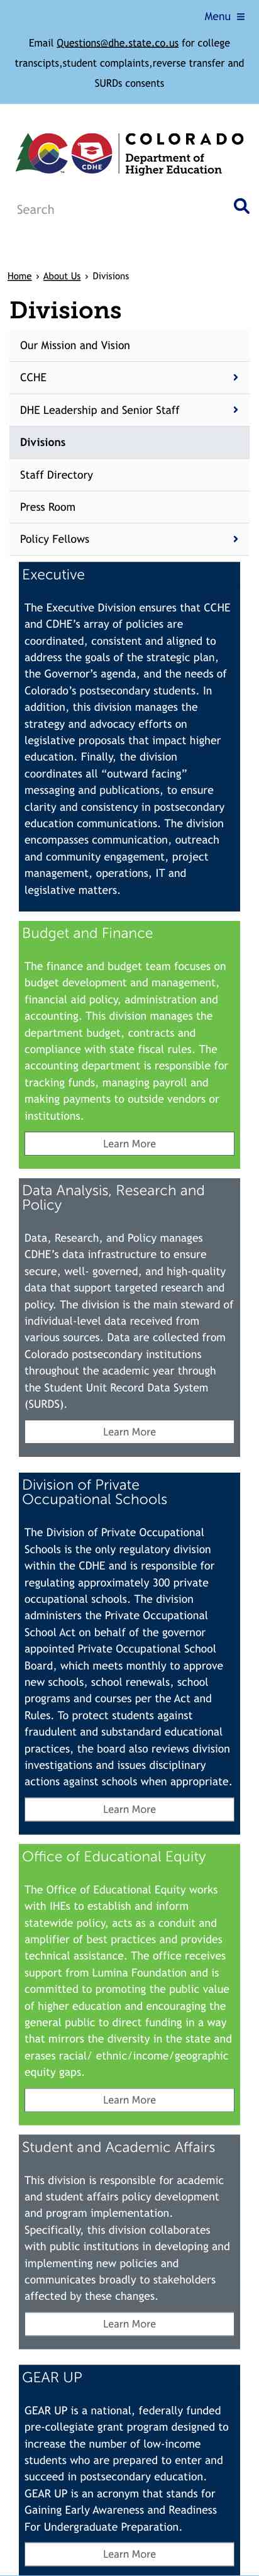 Menu ≡
Email Questions@dhe.state.co.us for college
transcipts,student complaints,reverse transfer and
SURDs consents
C
CDHE
COLORADO
Department of
Higher Education
Search
Home › About Us › Divisions
Divisions
Our Mission and Vision
CCHE
DHE Leadership and Senior Staff
Divisions
Staff Directory
Press Room
Policy Fellows
Executive
The Executive Division ensures that CCHE
and CDHE's array of policies are
coordinated, consistent and aligned to
address the goals of the strategic plan,
the Governor's agenda, and the needs of
Colorado's postsecondary students. In
addition, this division manages the
strategy and advocacy efforts on
legislative proposals that impact higher
education. Finally, the division
coordinates all “outward facing”
messaging and publications, to ensure
clarity and consistency in postsecondary
education communications. The division
encompasses communication, outreach
and community engagement, project
management, operations, IT and
legislative matters.
Budget and Finance
The finance and budget team focuses on
budget development and management,
financial aid policy, administration and
accounting. This division manages the
department budget, contracts and
compliance with state fiscal rules. The
accounting department is responsible for
tracking funds, managing payroll and
making payments to outside vendors or
institutions.
Learn More
Data Analysis, Research and
Policy
Data, Research, and Policy manages
CDHE's data infrastructure to ensure
secure, well- governed, and high-quality
data that support targeted research and
policy. The division is the main steward of
individual-level data received from
various sources. Data are collected from
Colorado postsecondary institutions
throughout the academic year through
the Student Unit Record Data System
(SURDS).
Learn More
Division of Private
Occupational Schools
The Division of Private Occupational
Schools is the only regulatory division
within the CDHE and is responsible for
regulating approximately 300 private
occupational schools. The division
administers the Private Occupational
School Act on behalf of the governor
appointed Private Occupational School
Board, which meets monthly to approve
new schools, school renewals, school
programs and courses per the Act and
Rules. To protect students against
fraudulent and substandard educational
practices, the board also reviews division
investigations and issues disciplinary
actions against schools when appropriate.
Learn More
Office of Educational Equity
The Office of Educational Equity works
with IHEs to establish and inform
statewide policy, acts as a conduit and
amplifier of best practices and provides
technical assistance. The office receives
support from Lumina Foundation and is
committed to promoting the public value
of higher education and encouraging the
general public to direct funding in a way
that mirrors the diversity in the state and
erases racial/ ethnic/income/geographic
equity gaps.
Learn More
Student and Academic Affairs
This division is responsible for academic
and student affairs policy development
and program implementation.
Specifically, this division collaborates
with public institutions in developing and
implementing new policies and
communicates broadly to stakeholders
affected by these changes.
Learn More
GEAR UP
GEAR UP is a national, federally funded
pre-collegiate grant program designed to
increase the number of low-income
students who are prepared to enter and
succeed in postsecondary education.
GEAR UP is an acronym that stands for
Gaining Early Awareness and Readiness
For Undergraduate Preparation.
Learn More